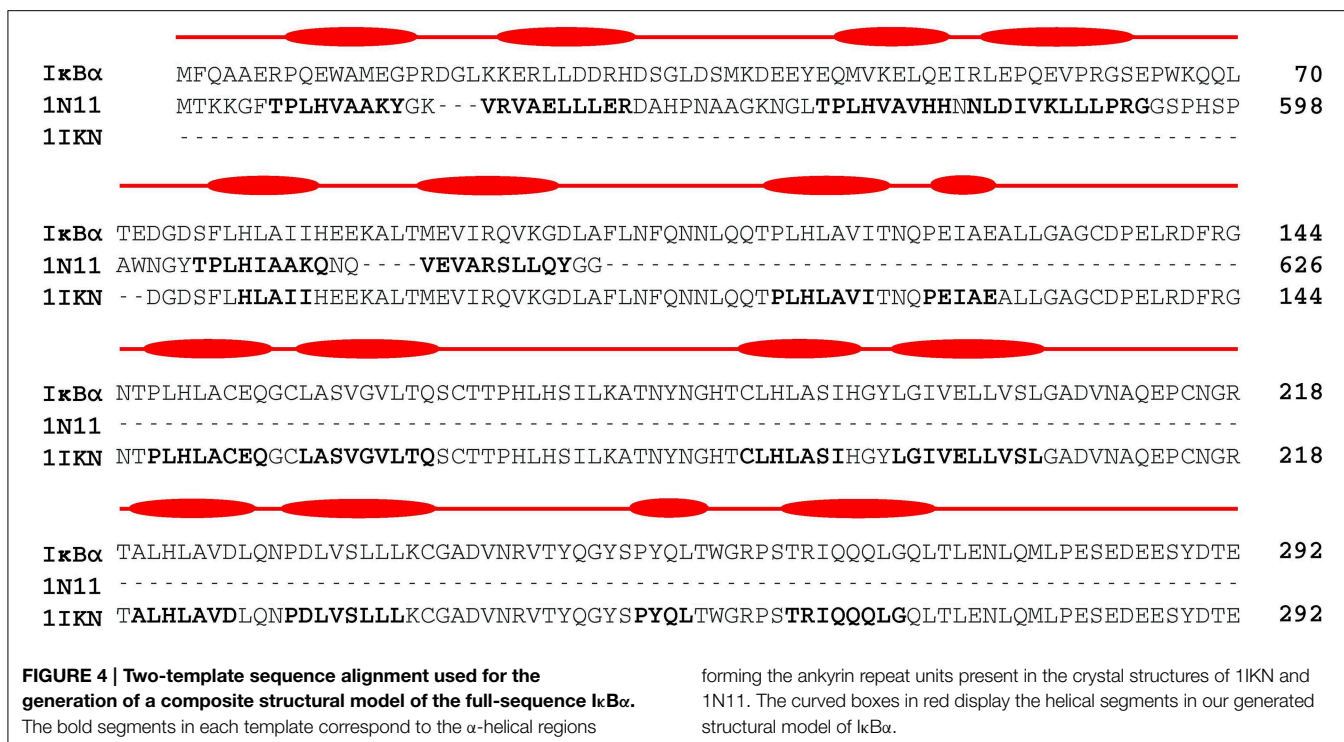 IκBα MFQAAERPQEWAMEGPRDGLKKERLLDDRHDSGLDSMKDEEYEQMVKELQEIRLEPQEVPRGSEPWKQQL 70
1N11 MTKKGFTPLHVAAKYGK---VRVAELLLERDAHPNAAGKNGLTPLHVAVHHNNLDIVKLLLPRGGSPHSP 598
1IKN ----------------------------------------------------------------------
IκBα TEDGDSFLHLAIIHEEKALTMEVIRQVKGDLAFLNFQNNLQQTPLHLAVITNQPEIAEALLGAGCDPELRDFRG 144
1N11 AWNGYTPLHIAAKQNQ----VEVARSLLQYGG------------------------------------------ 626
1IKN --DGDSFLHLAIIHEEKALTMEVIRQVKGDLAFLNFQNNLQQTPLHLAVITNQPEIAEALLGAGCDPELRDFRG 144
IκBα NTPLHLACEQGCLASVGVLTQSCTTPHLHSILKATNYNGHTCLHLASIHGYLGIVELLVSLGADVNAQEPCNGR 218
1N11 --------------------------------------------------------------------------
1IKN NTPLHLACEQGCLASVGVLTQSCTTPHLHSILKATNYNGHTCLHLASIHGYLGIVELLVSLGADVNAQEPCNGR 218
IκBα TALHLAVDLQNPDLVSLLLKCGADVNRVTYQGYSPYQLTWGRPSTRIQQQLGQLTLENLQMLPESEDEESYDTE 292
1N11 --------------------------------------------------------------------------
1IKN TALHLAVDLQNPDLVSLLLKCGADVNRVTYQGYSPYQLTWGRPSTRIQQQLGQLTLENLQMLPESEDEESYDTE 292
FIGURE 4 | Two-template sequence alignment used for the
generation of a composite structural model of the full-sequence IκBα.
The bold segments in each template correspond to the α-helical regions
forming the ankyrin repeat units present in the crystal structures of 1IKN and
1N11. The curved boxes in red display the helical segments in our generated
structural model of IκBα.